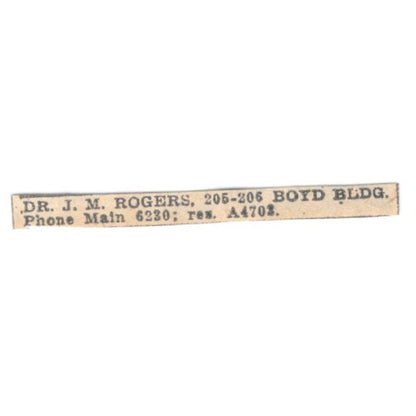 DR. J. M. ROGERS, 205-206 BOYD BLDG.
Phone Main 6230; res. A4702.